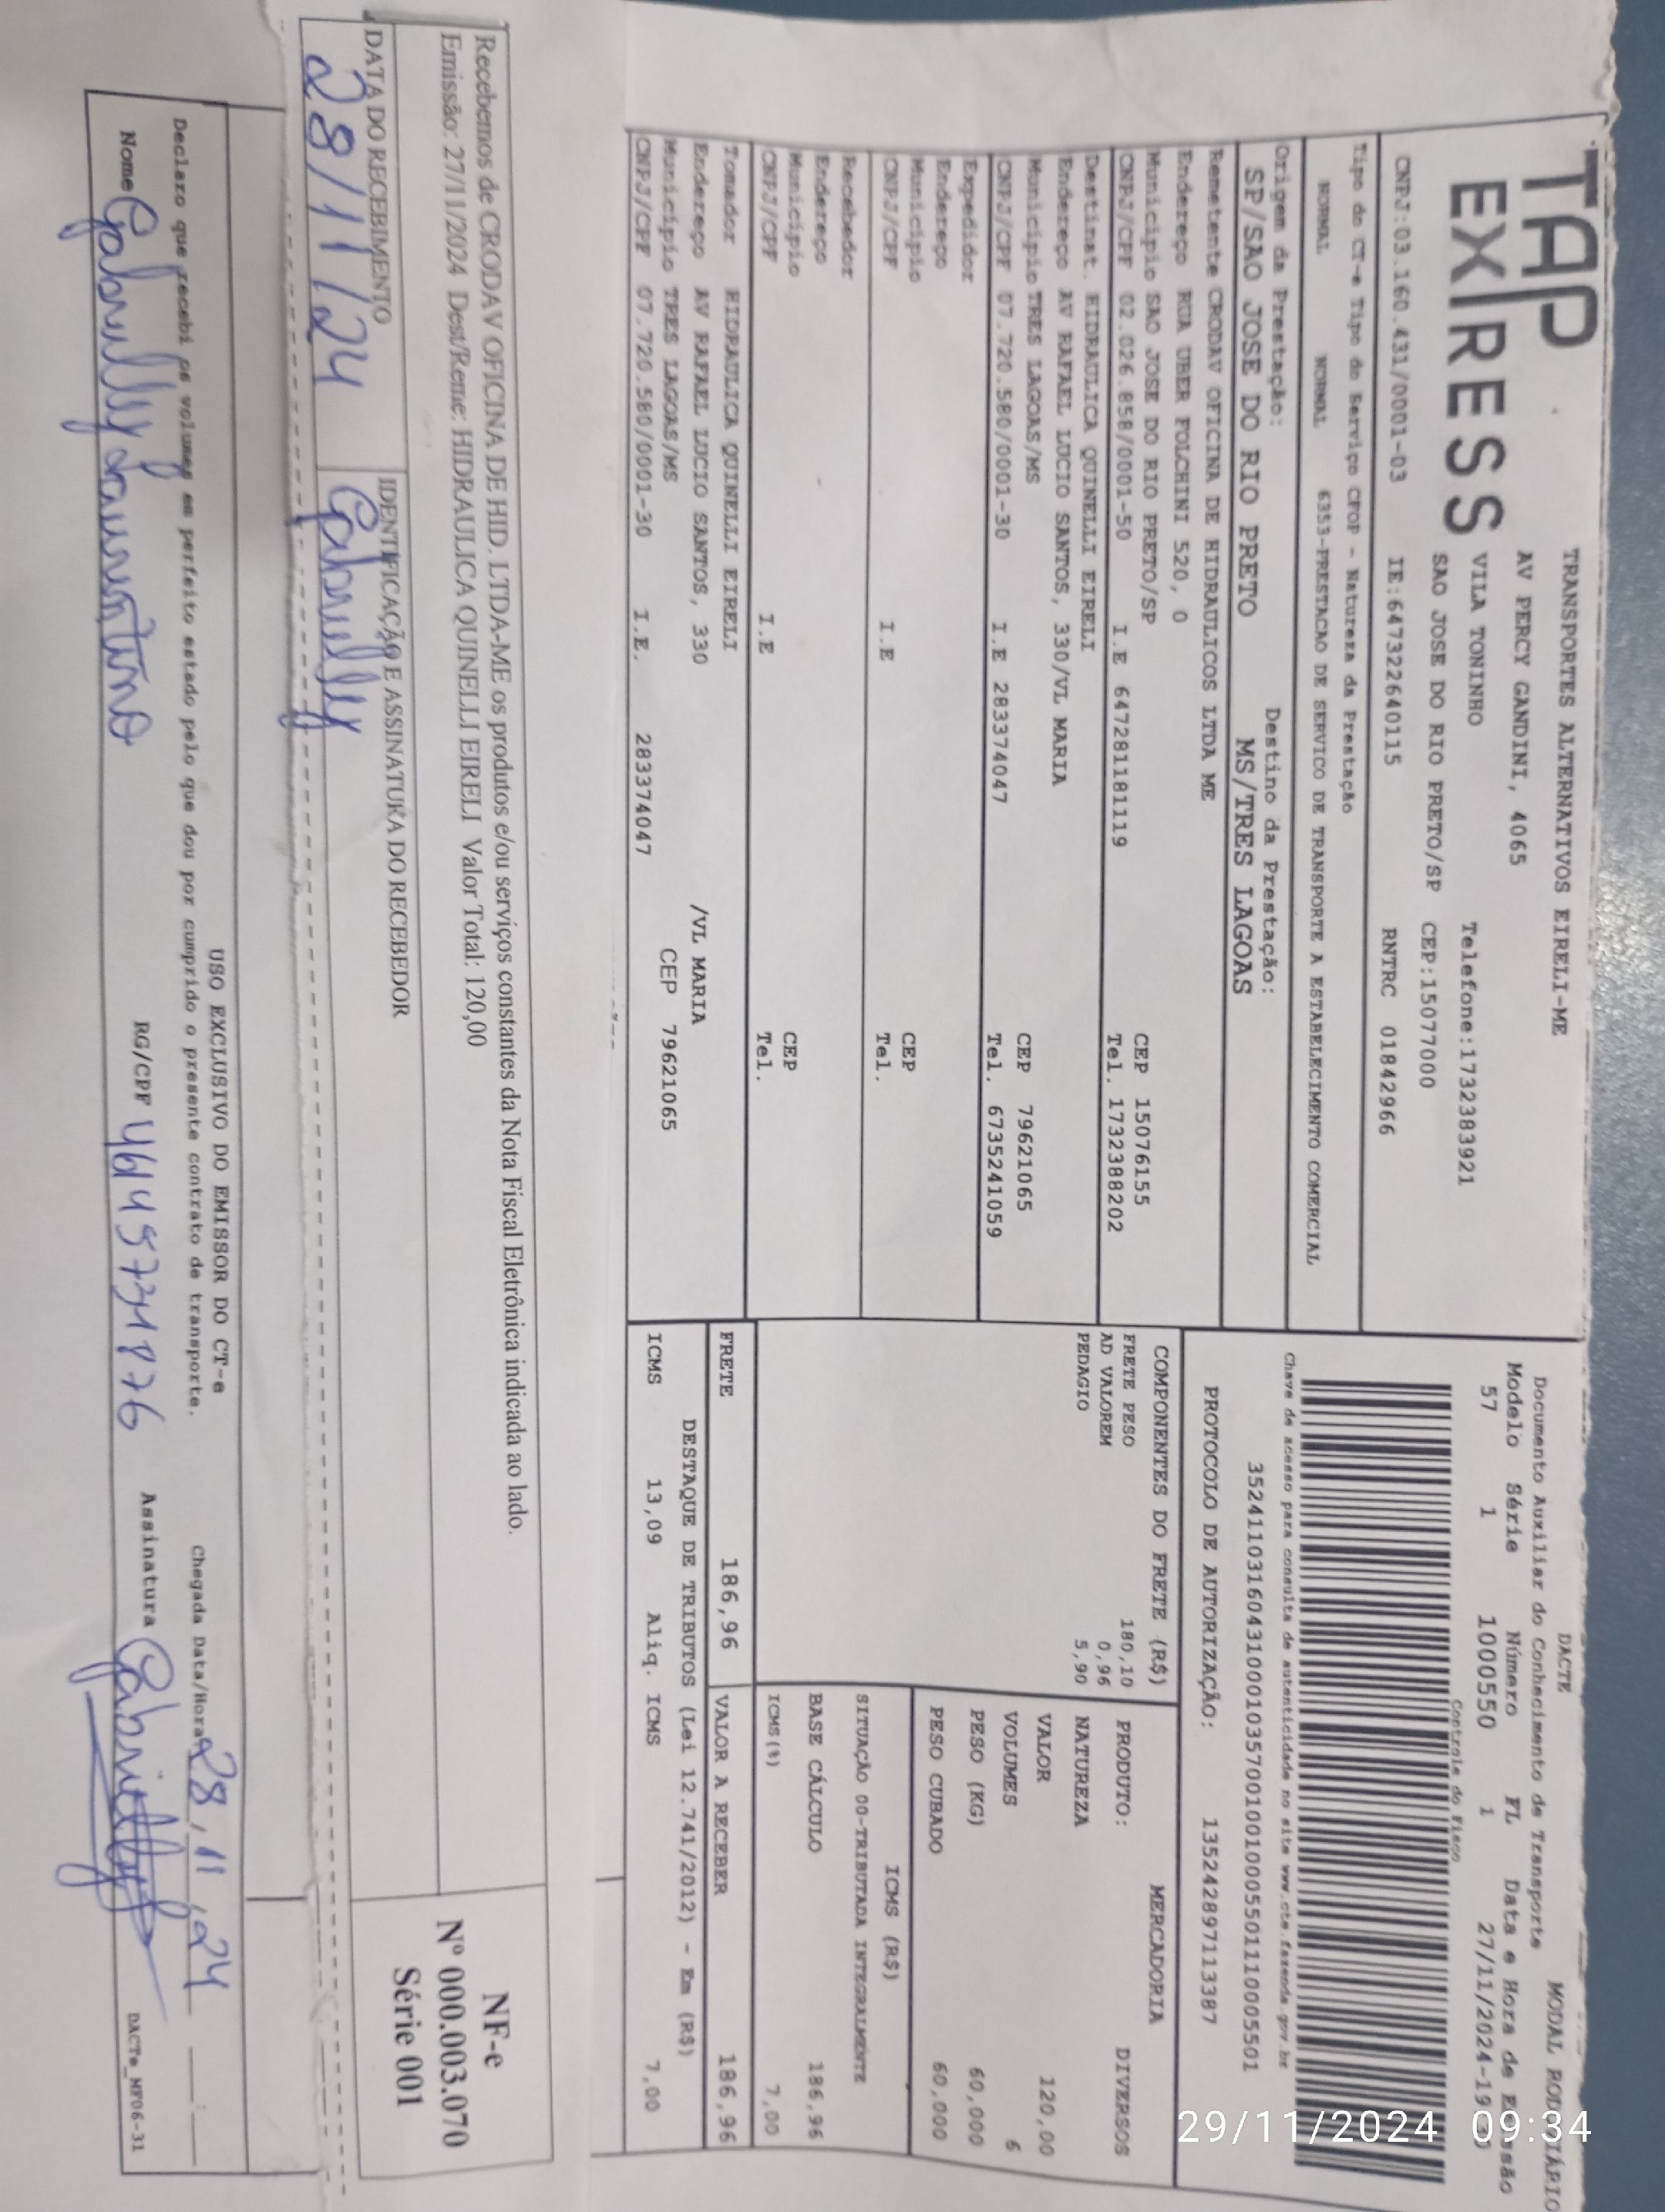 TAP
EXPRESS
TRANSPORTES ALTERNATIVOS EIRELI-ME
AV PERCY GANDINI, 4065
VILA TONINHO Telefone:1732383921
SAO JOSE DO RIO PRETO/SP CEP:15077000
CNPJ:03.160.431/0001-03 IE:647322640115 RNTRC 01842966
Tipo do CT-e Tipo do Serviço CFOP - Natureza da Prestação
NORMAL NORMAL 6353-PRESTACAO DE SERVICO DE TRANSPORTE A ESTABELECIMENTO COMERCIAL
Origem da Prestação: Destino da Prestação:
SP/SAO JOSE DO RIO PRETO MS/TRES LAGOAS
Remetente CRODAV OFICINA DE HIDRAULICOS LTDA ME
Endereço RUA UBER FOLCHINI 520, 0
Municipio SAO JOSE DO RIO PRETO/SP CEP 15076155
CNPJ/CPF 02.026.858/0001-50 I.E 647281181119 Tel. 1732388202
Destinat. HIDRAULICA QUINELLI EIRELI
Endereço AV RAFAEL LUCIO SANTOS, 330/VL MARIA
Municipio TRES LAGOAS/MS CEP 79621065
CNPJ/CPF 07.720.580/0001-30 I.E 283374047 Tel. 6735241059
Expedidor
Endereço
Municipio CEP
CNPJ/CPF I.E Tel.
Recebedor
Endereço
Municipio CEP
CNPJ/CPF I.E Tel.
Tomador HIDRAULICA QUINELLI EIRELI
Endereço AV RAFAEL LUCIO SANTOS, 330 /VL MARIA
Municipio TRES LAGOAS/MS CEP 79621065
CNPJ/CPF 07.720.580/0001-30 I.E. 283374047
DACTE MODAL RODOVIÁRIO
Documento Auxiliar do Conhecimento de Transporte
Modelo Série Número FL Data e Hora de Emissão
57 1 1000550 1 27/11/2024-19
Controle do Fisco
Chave de acesso para consulta de autenticidade no site www.cte.fazenda.gov.br
35241103160431000103570010010005501110005501
PROTOCOLO DE AUTORIZAÇÃO: 135242897113387
COMPONENTES DO FRETE (R$)
FRETE PESO 180,10
AD VALOREM 0,96
PEDAGIO 5,90
MERCADORIA
PRODUTO: DIVERSOS
NATUREZA
VALOR 120,00
VOLUMES 6
PESO (KG) 60,000
PESO CUBADO 60,000
ICMS (R$)
SITUAÇÃO 00-TRIBUTADA INTEGRALMENTE
BASE CÁLCULO 186,96
ICMS(%) 7,00
FRETE 186,96 VALOR A RECEBER 186,96
DESTAQUE DE TRIBUTOS (Lei 12.741/2012) - Em (R$)
ICMS 13,09 Aliq. ICMS 7,00
Recebemos de CRODAV OFICINA DE HID. LTDA-ME os produtos e/ou serviços constantes da Nota Fiscal Eletrônica indicada ao lado.
Emissão: 27/11/2024 Dest/Reme: HIDRAULICA QUINELLI EIRELI Valor Total: 120,00
DATA DO RECEBIMENTO
28/11/24
IDENTIFICAÇÃO E ASSINATURA DO RECEBEDOR
Gabrielly
NF-e
Nº 000.003.070
Série 001
USO EXCLUSIVO DO EMISSOR DO CT-e
Declaro que recebi os volumes em perfeito estado pelo que dou por cumprido o presente contrato de transporte.
Chegada Data/Hora 28/11/24 __:__
Nome Gabrielly
RG/CPF
Assinatura Gabrielly
DACTe_MF06-31
29/11/2024 09:34